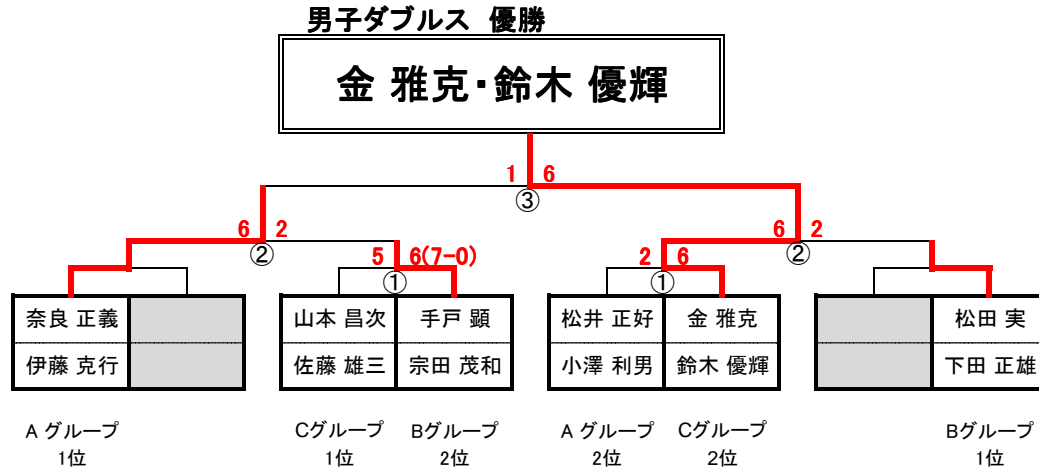 男子ダブルス 優勝
金 雅克・鈴木 優輝
1 6
③
6 2
②
6 2
②
5 6(7-0)
①
2 6
①
奈良 正義
伊藤 克行
山本 昌次 手戸 顕
佐藤 雄三 宗田 茂和
松井 正好 金 雅克
小澤 利男 鈴木 優輝
松田 実
下田 正雄
A グループ
1位
Cグループ
1位
Bグループ
2位
A グループ
2位
Cグループ
2位
Bグループ
1位